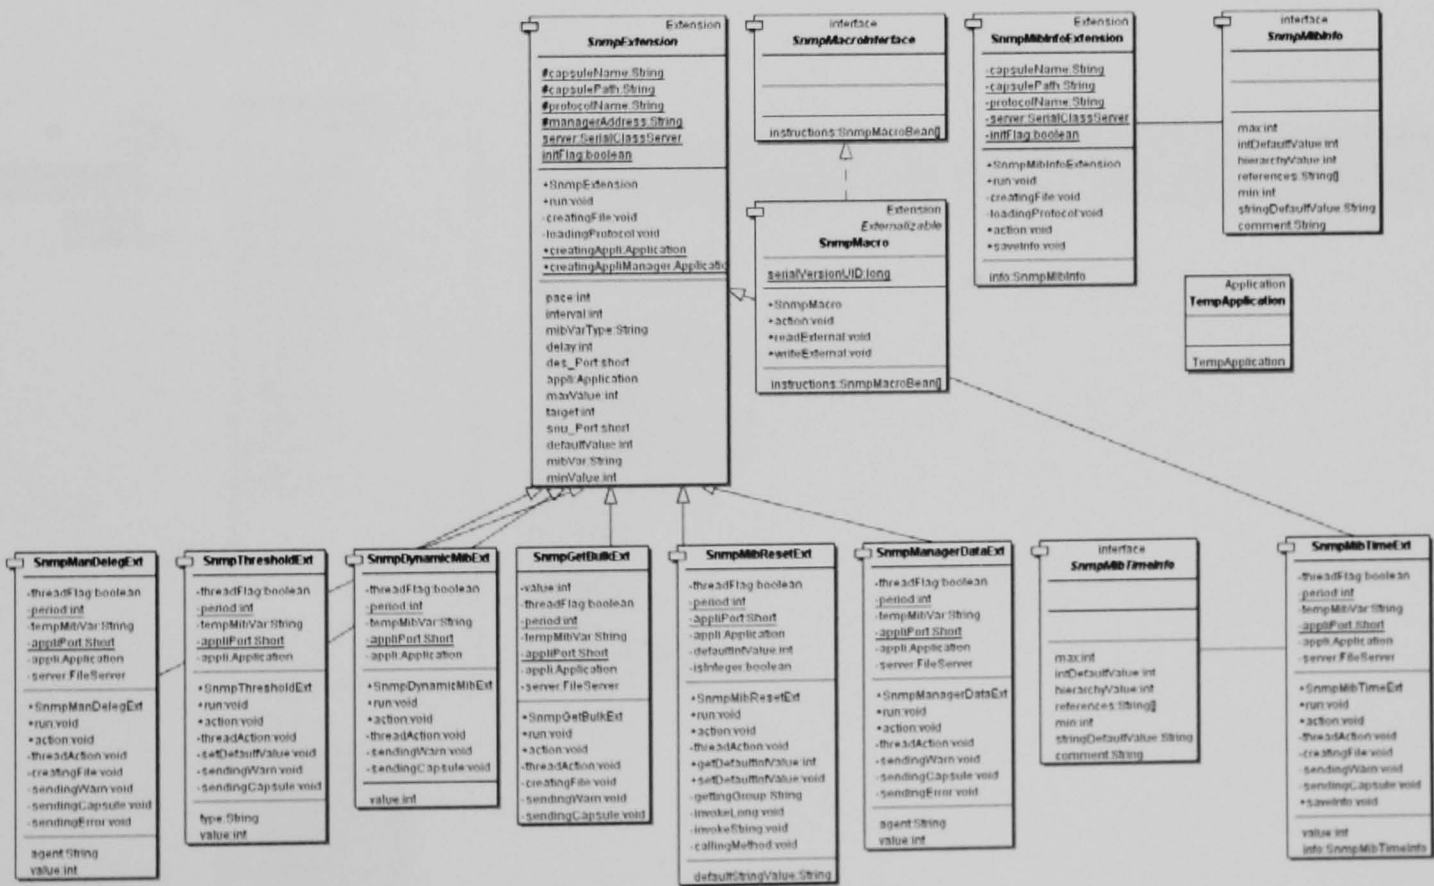 Extension
SnmpExtension
#capsuleName:String
#capsulePath:String
#protocolName:String
#managerAddress:String
server:SerialClassServer
initFlag:boolean
+SnmpExtension
+run:void
-creatingFile:void
-loadingProtocol:void
+creatingAppli:Application
+creatingAppliManager:Applicatio
pace:int
interval:int
mibVarType:String
delay:int
des_Port:short
appli:Application
maxValue:int
target:int
sou_Port:short
defaultValue:int
mibVar:String
minValue:int
interface
SnmpMacroInterface
instructions:SnmpMacroBean[]
Extension
Externalizable
SnmpMacro
serialVersionUID:long
+SnmpMacro
+action:void
+readExternal:void
+writeExternal:void
instructions:SnmpMacroBean[]
Extension
SnmpMibInfoExtension
-capsuleName:String
-capsulePath:String
-protocolName:String
-server:SerialClassServer
-initFlag:boolean
+SnmpMibInfoExtension
+run:void
-creatingFile:void
-loadingProtocol:void
+action:void
+saveInfo:void
info:SnmpMibInfo
interface
SnmpMibInfo
max:int
intDefaultValue:int
hierarchyValue:int
references:String[]
min:int
stringDefaultValue:String
comment:String
Application
TempApplication
TempApplication
SnmpManDelegExt
-threadFlag:boolean
-period:int
-tempMibVar:String
-appliPort:Short
-appli:Application
-server:FileServer
+SnmpManDelegExt
+run:void
+action:void
-threadAction:void
-creatingFile:void
-sendingWarn:void
-sendingCapsule:void
-sendingError:void
agent:String
value:int
SnmpThresholdExt
-threadFlag:boolean
-period:int
-tempMibVar:String
-appliPort:Short
-appli:Application
+SnmpThresholdExt
+run:void
+action:void
-threadAction:void
-setDefaultValue:void
-sendingWarn:void
-sendingCapsule:void
type:String
value:int
SnmpDynamicMibExt
-threadFlag:boolean
-period:int
-tempMibVar:String
-appliPort:Short
-appli:Application
+SnmpDynamicMibExt
+run:void
+action:void
-threadAction:void
-sendingWarn:void
-sendingCapsule:void
value:int
SnmpGetBulkExt
-value:int
-threadFlag:boolean
-period:int
-tempMibVar:String
-appliPort:Short
-appli:Application
-server:FileServer
+SnmpGetBulkExt
+run:void
+action:void
-threadAction:void
-creatingFile:void
-sendingWarn:void
-sendingCapsule:void
SnmpMibResetExt
-threadFlag:boolean
-period:int
-appliPort:Short
-appli:Application
-defaultIntValue:int
-isInteger:boolean
+SnmpMibResetExt
+run:void
+action:void
-threadAction:void
+getDefaultIntValue:int
+setDefaultIntValue:void
-gettingGroup:String
-invokeLong:void
-invokeString:void
-callingMethod:void
defaultStringValue:String
SnmpManagerDataExt
-threadFlag:boolean
-period:int
-tempMibVar:String
-appliPort:Short
-appli:Application
-server:FileServer
+SnmpManagerDataExt
+run:void
+action:void
-threadAction:void
-sendingWarn:void
-sendingCapsule:void
-sendingError:void
agent:String
value:int
interface
SnmpMibTimeInfo
max:int
intDefaultValue:int
hierarchyValue:int
references:String[]
min:int
stringDefaultValue:String
comment:String
SnmpMibTimeExt
-threadFlag:boolean
-period:int
-tempMibVar:String
-appliPort:Short
-appli:Application
-server:FileServer
+SnmpMibTimeExt
+run:void
+action:void
-threadAction:void
-creatingFile:void
-sendingWarn:void
-sendingCapsule:void
+saveInfo:void
value:int
info:SnmpMibTimeInfo